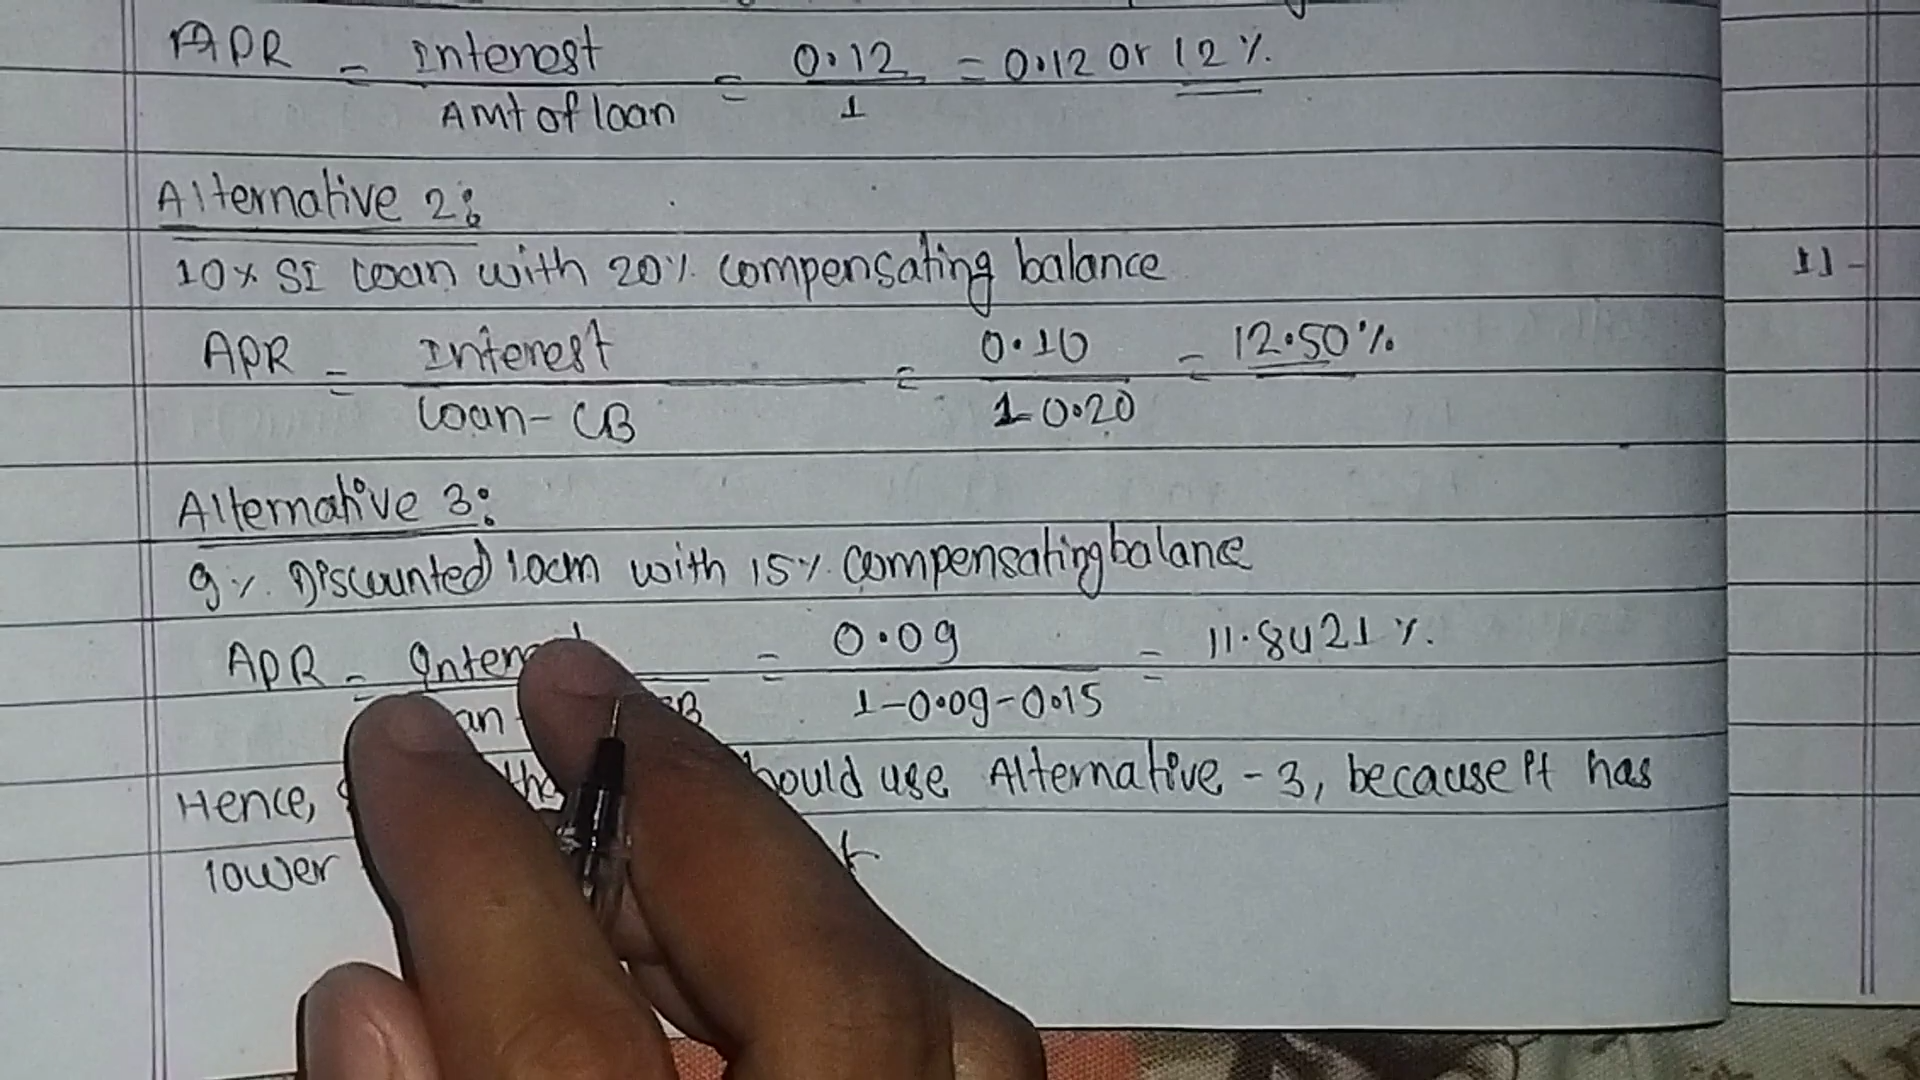 APR = Interest / Amt of loan = 0.12 / 1 = 0.12 or 12%.
Alternative 2:
10% SI loan with 20% compensating balance
11-
APR = Interest / Loan-CB = 0.10 / 1-0.20 = 12.50%
Alternative 3:
9% Discounted loan with 15% compensating balance
APR = = 0.09 / 1-0.09-0.15 = 11.8421%.
Hence, should use Alternative - 3, because it has
lower